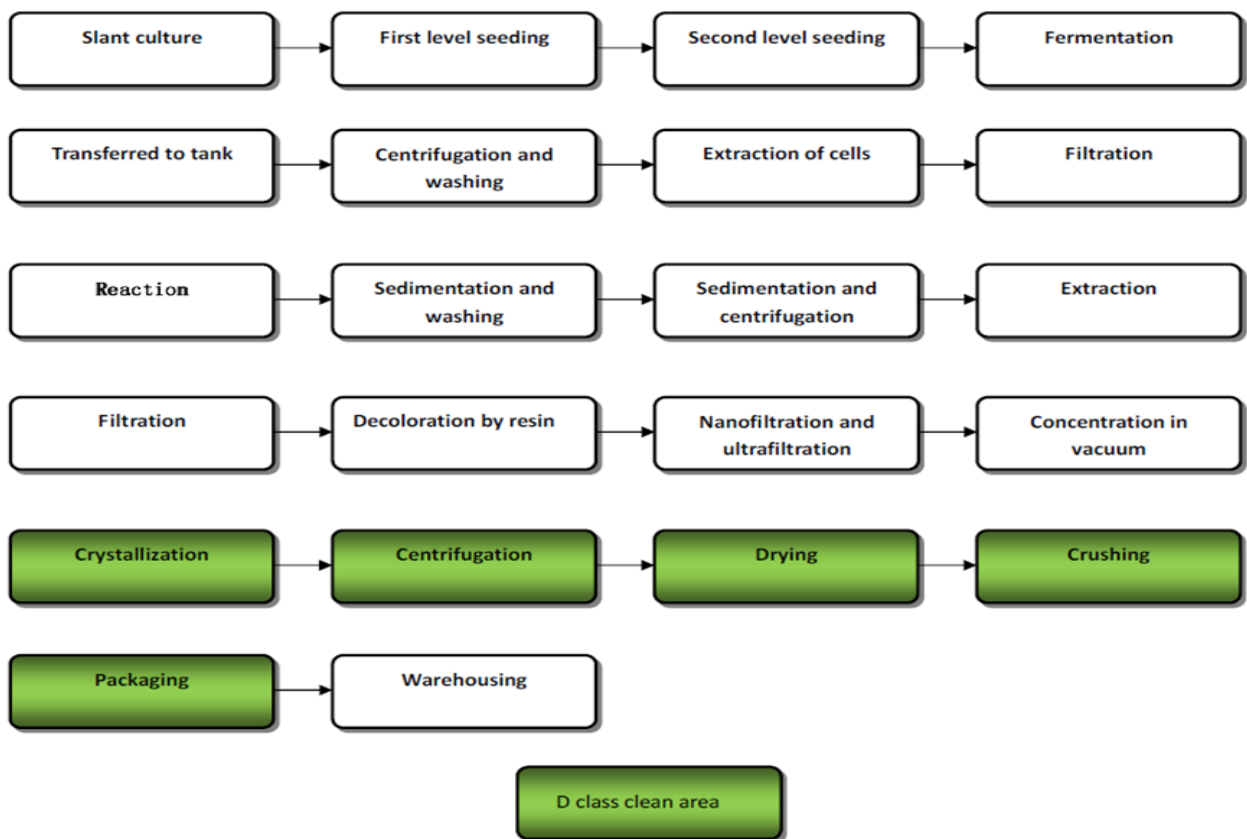 Slant culture
First level seeding
Second level seeding
Fermentation
Transferred to tank
Centrifugation and
washing
Extraction of cells
Filtration
Reaction
Sedimentation and
washing
Sedimentation and
centrifugation
Extraction
Filtration
Decoloration by resin
Nanofiltration and
ultrafiltration
Concentration in
vacuum
Crystallization
Centrifugation
Drying
Crushing
Packaging
Warehousing
D class clean area